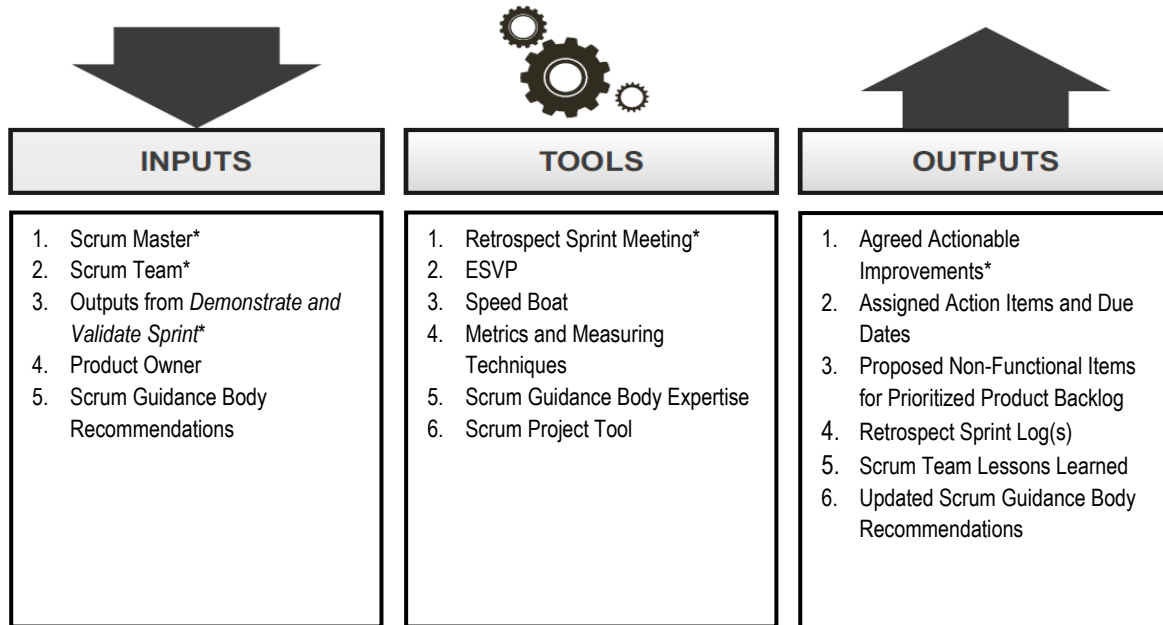 INPUTS
1. Scrum Master*
2. Scrum Team*
3. Outputs from Demonstrate and
Validate Sprint*
4. Product Owner
5. Scrum Guidance Body
Recommendations
TOOLS
1. Retrospect Sprint Meeting*
2. ESVP
3. Speed Boat
4. Metrics and Measuring
Techniques
5. Scrum Guidance Body Expertise
6. Scrum Project Tool
OUTPUTS
1. Agreed Actionable
Improvements*
2. Assigned Action Items and Due
Dates
3. Proposed Non-Functional Items
for Prioritized Product Backlog
4. Retrospect Sprint Log(s)
5. Scrum Team Lessons Learned
6. Updated Scrum Guidance Body
Recommendations